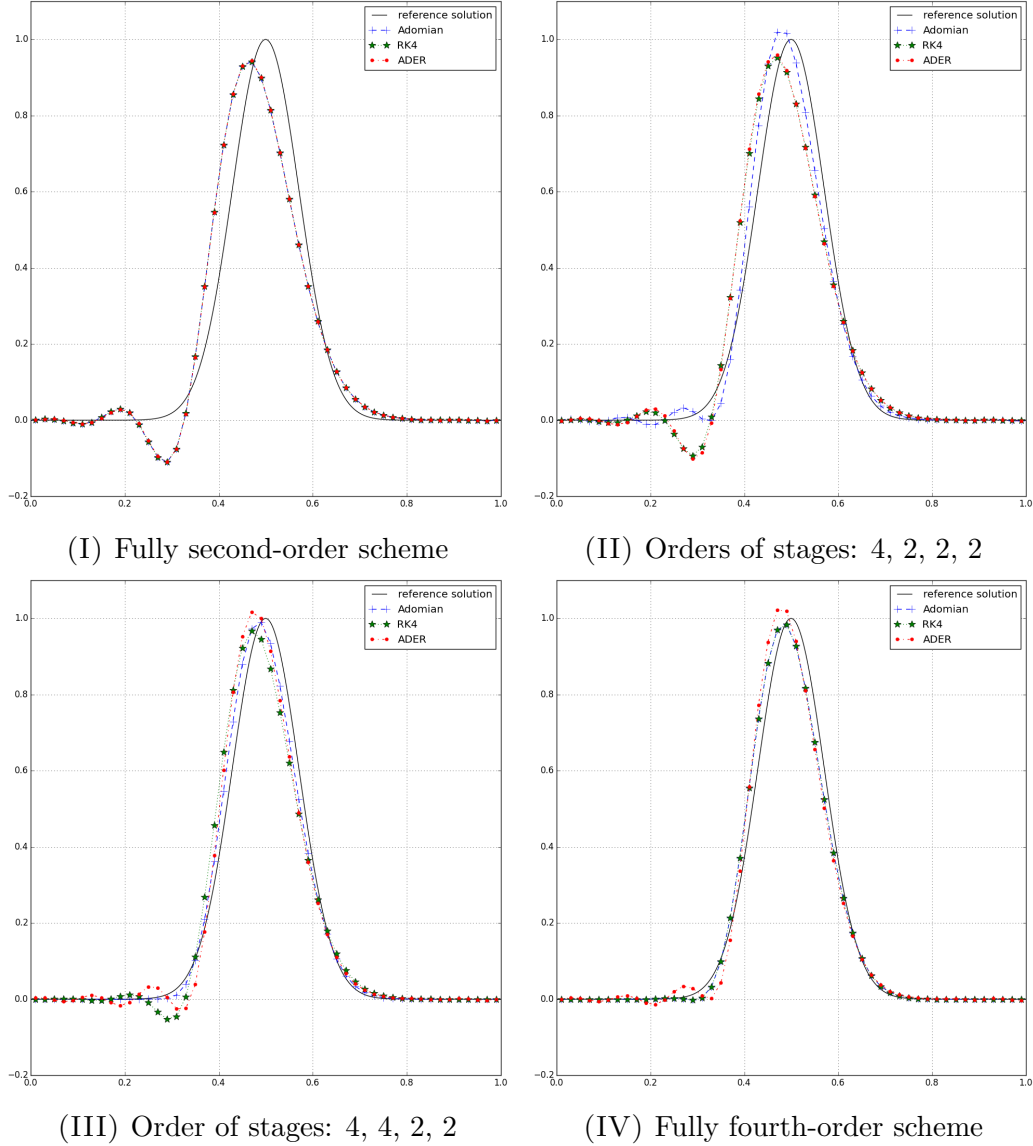 reference solution
Adomian
RK4
ADER
1.0
0.8
0.6
0.4
0.2
0.0
−0.2
0.0 0.2 0.4 0.6 0.8 1.0
(I) Fully second-order scheme
reference solution
Adomian
RK4
ADER
1.0
0.8
0.6
0.4
0.2
0.0
−0.2
0.0 0.2 0.4 0.6 0.8 1.0
(II) Orders of stages: 4, 2, 2, 2
reference solution
Adomian
RK4
ADER
1.0
0.8
0.6
0.4
0.2
0.0
−0.2
0.0 0.2 0.4 0.6 0.8 1.0
(III) Order of stages: 4, 4, 2, 2
reference solution
Adomian
RK4
ADER
1.0
0.8
0.6
0.4
0.2
0.0
−0.2
0.0 0.2 0.4 0.6 0.8 1.0
(IV) Fully fourth-order scheme